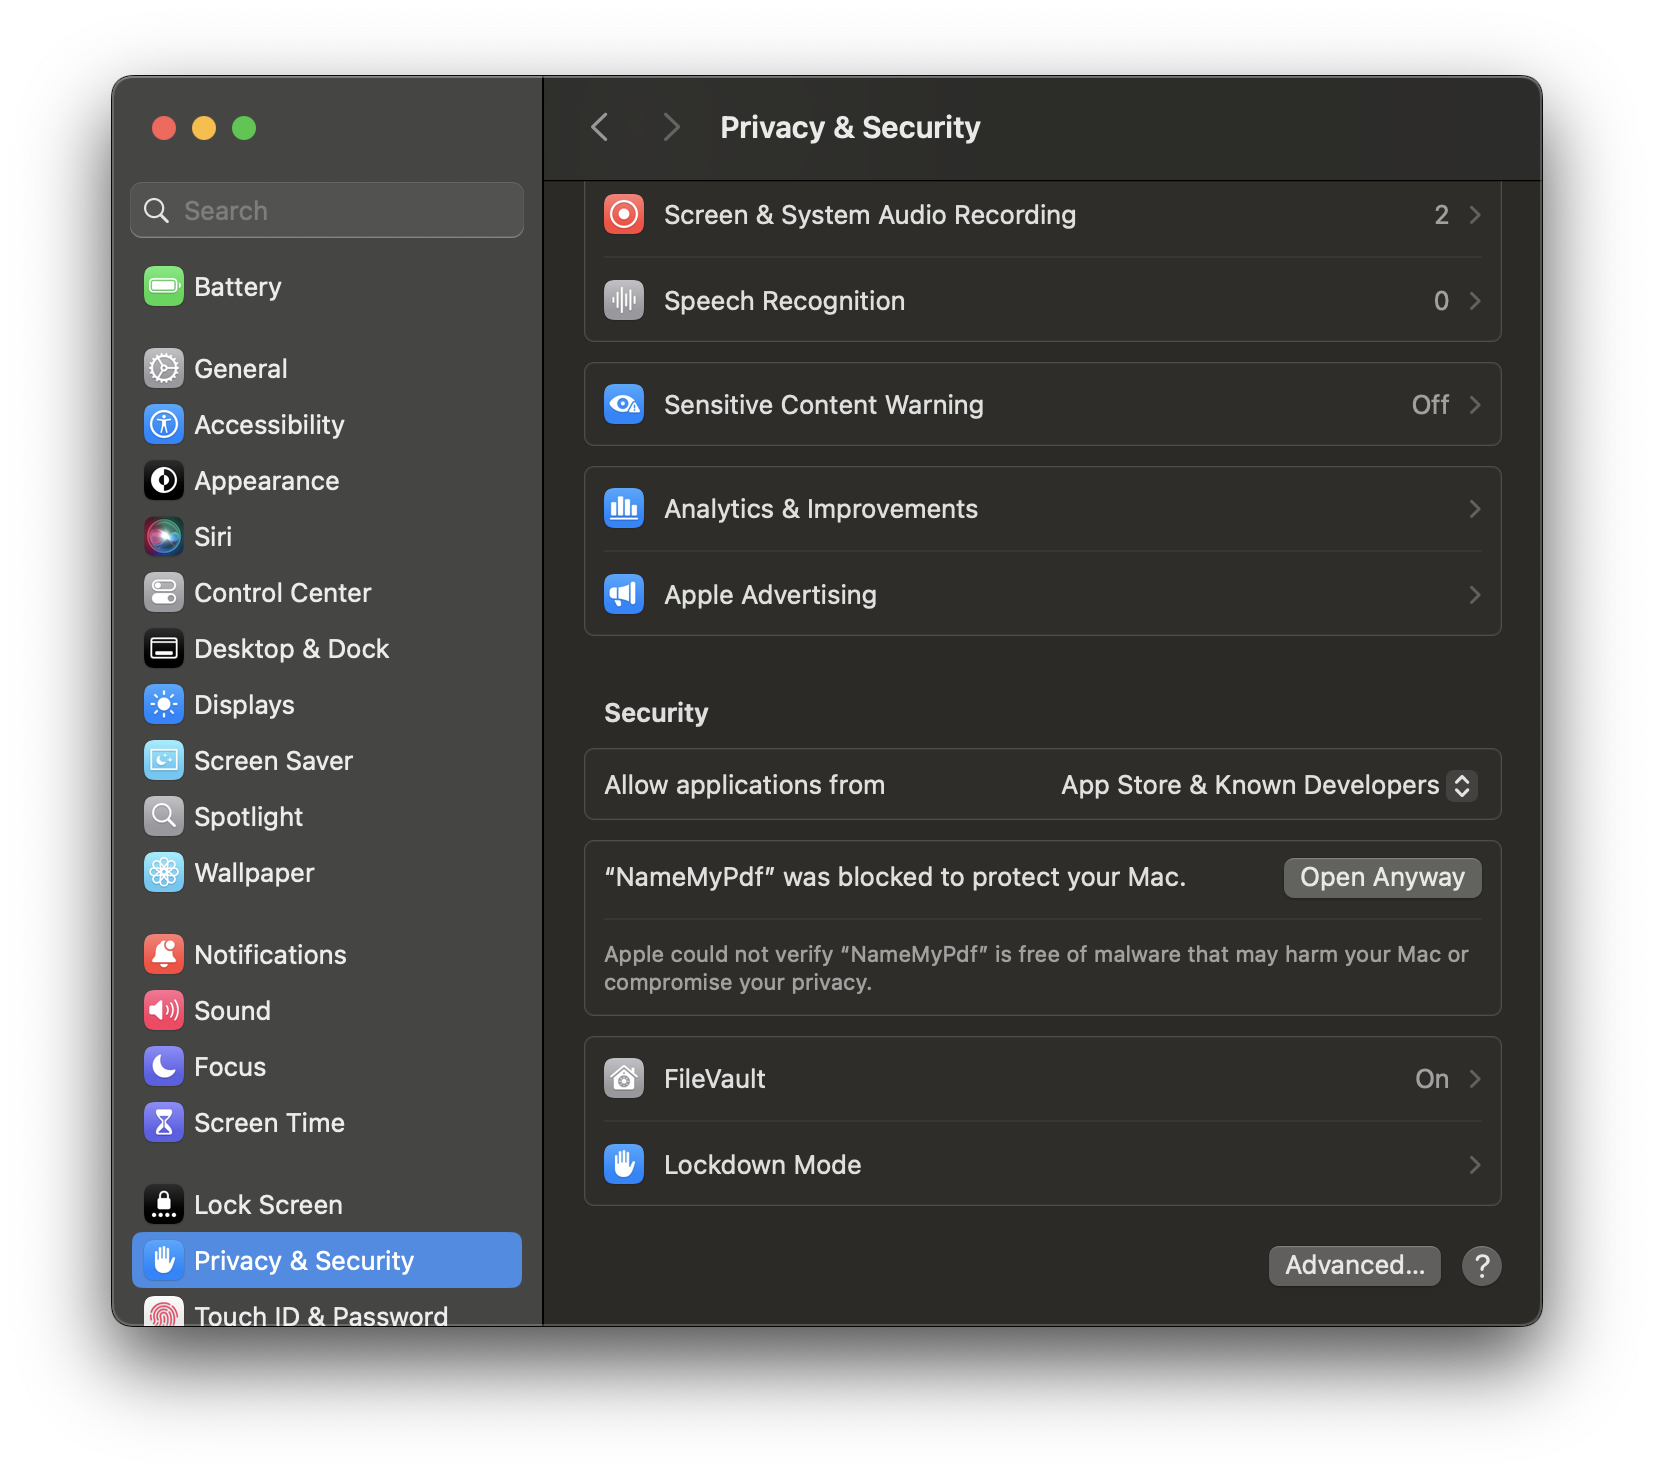 Search
Battery
General
Accessibility
Appearance
Siri
Control Center
Desktop & Dock
Displays
Screen Saver
Spotlight
Wallpaper
Notifications
Sound
Focus
Screen Time
Lock Screen
Privacy & Security
Touch ID & Password
Privacy & Security
Screen & System Audio Recording 2
Speech Recognition 0
Sensitive Content Warning Off
Analytics & Improvements
Apple Advertising
Security
Allow applications from App Store & Known Developers
“NameMyPdf” was blocked to protect your Mac. Open Anyway
Apple could not verify “NameMyPdf” is free of malware that may harm your Mac or
compromise your privacy.
FileVault On
Lockdown Mode
Advanced... ?